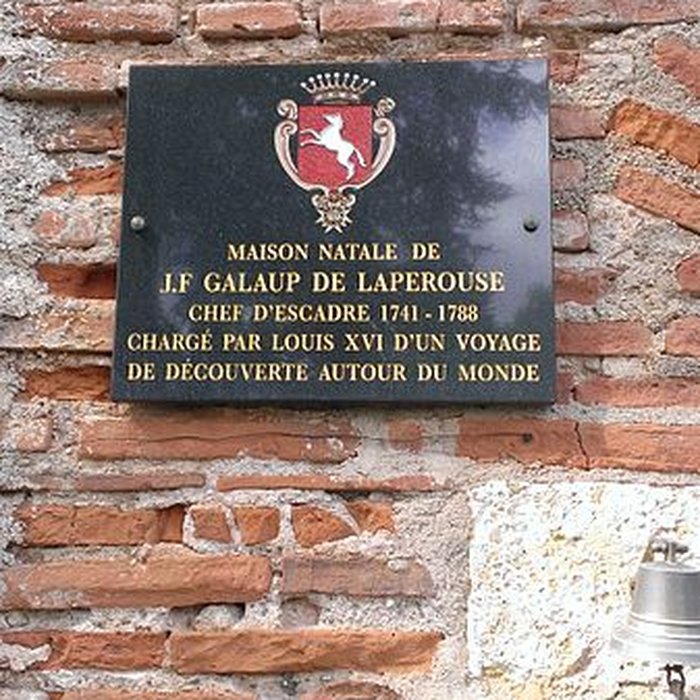 MAISON NATALE DE
J.F GALAUP DE LAPEROUSE
CHEF D'ESCADRE 1741 - 1788
CHARGÉ PAR LOUIS XVI D'UN VOYAGE
DE DÉCOUVERTE AUTOUR DU MONDE